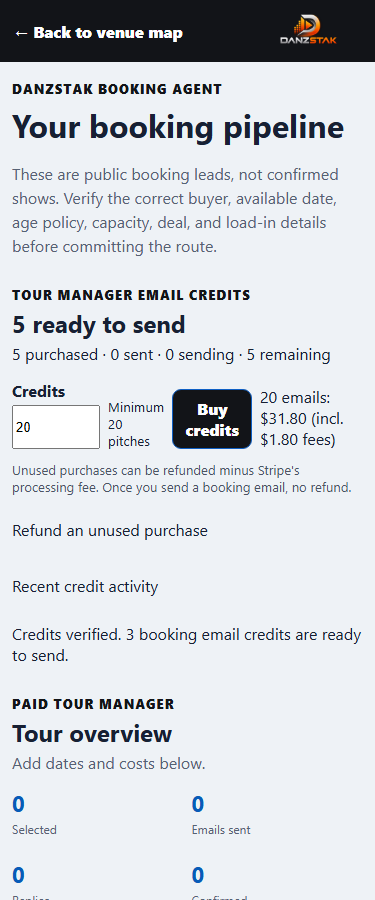 ← Back to venue map
DANZSTAK
DANZSTAK BOOKING AGENT
Your booking pipeline
These are public booking leads, not confirmed
shows. Verify the correct buyer, available date,
age policy, capacity, deal, and load-in details
before committing the route.
TOUR MANAGER EMAIL CREDITS
5 ready to send
5 purchased · 0 sent · 0 sending · 5 remaining
Credits
20
Minimum
20
pitches
Buy
credits
20 emails:
$31.80 (incl.
$1.80 fees)
Unused purchases can be refunded minus Stripe's
processing fee. Once you send a booking email, no refund.
Refund an unused purchase
Recent credit activity
Credits verified. 3 booking email credits are ready
to send.
PAID TOUR MANAGER
Tour overview
Add dates and costs below.
0
Selected
0
Emails sent
0
0